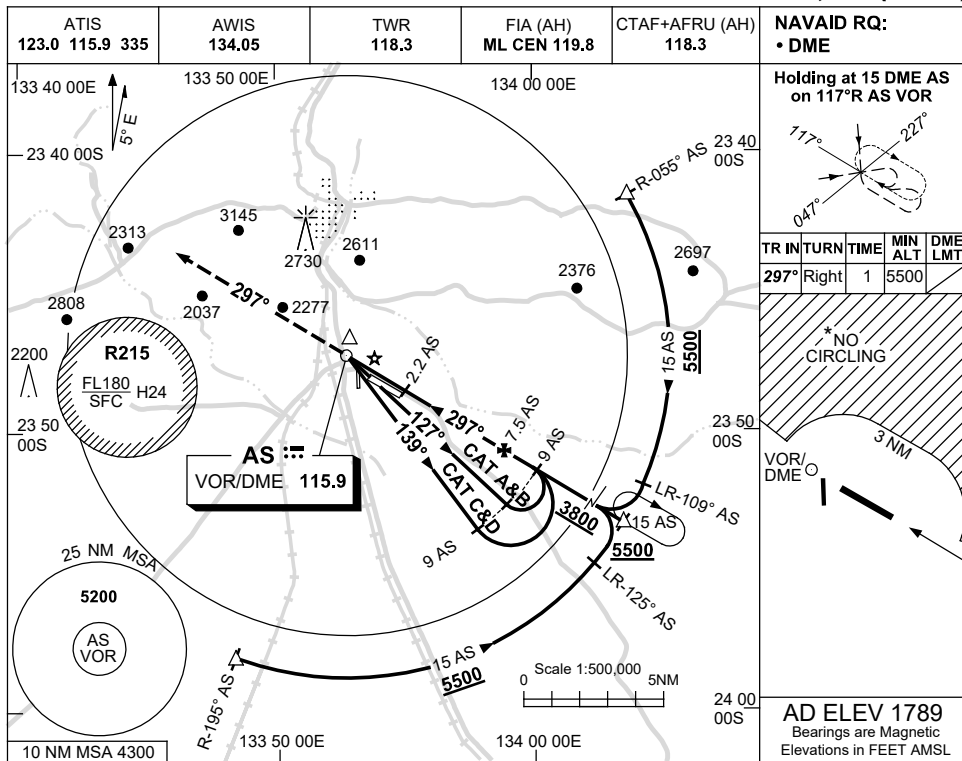 ATIS
123.0 115.9 335
AWIS
134.05
TWR
118.3
FIA (AH)
ML CEN 119.8
CTAF+AFRU (AH)
118.3
NAVAID RQ:
• DME
Holding at 15 DME AS
on 117°R AS VOR
117°
227°
047°
TR IN TURN TIME MIN ALT DME LMT
297° Right 1 5500
*NO
CIRCLING
3 NM
VOR/
DME
AD ELEV 1789
Bearings are Magnetic
Elevations in FEET AMSL
133 40 00E
133 50 00E
134 00 00E
5° E
23 40
00S
23 40
00S
R-055° AS
3145
2313
2611
2730
2697
2376
297°
2808
2037
2277
2200
R215
FL180
SFC
H24
15 AS
5500
2.2 AS
23 50
00S
23 50
00S
297°
7.5 AS
127°
CAT A&B
139°
CAT C&D
9 AS
9 AS
3800
LR-109° AS
15 AS
5500
LR-125° AS
AS
VOR/DME 115.9
25 NM MSA
5200
AS
VOR
10 NM MSA 4300
R-195° AS
15 AS
5500
Scale 1:500,000
0 5NM
24 00
00S
133 50 00E
134 00 00E